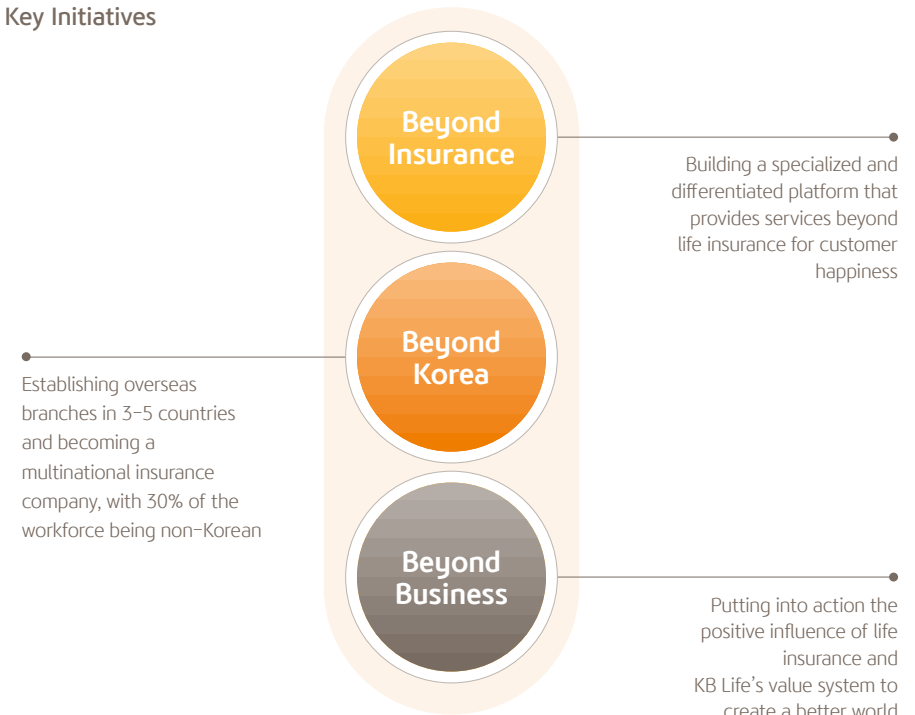 Key Initiatives
Beyond
Insurance
Building a specialized and
differentiated platform that
provides services beyond
life insurance for customer
happiness
Beyond
Korea
Establishing overseas
branches in 3–5 countries
and becoming a
multinational insurance
company, with 30% of the
workforce being non–Korean
Beyond
Business
Putting into action the
positive influence of life
insurance and
KB Life’s value system to
create a better world